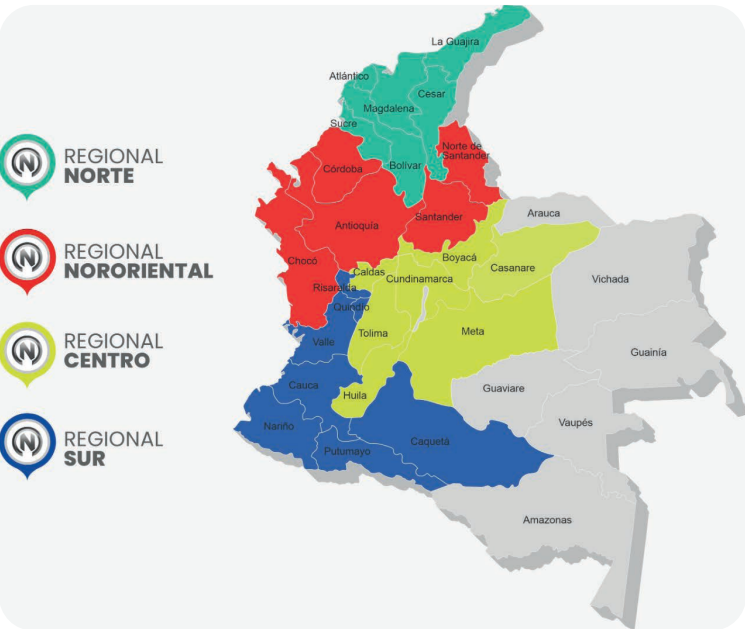 REGIONAL
NORTE
REGIONAL
NORORIENTAL
REGIONAL
CENTRO
REGIONAL
SUR
La Guajira
Atlántico
Cesar
Magdalena
Sucre
Norte de
Santander
Bolívar
Córdoba
Santander
Arauca
Antioquía
Boyacá
Chocó
Caldas
Casanare
Cundinamarca
Vichada
Risaralda
Quindío
Tolima
Meta
Valle
Guainía
Cauca
Huila
Guaviare
Nariño
Vaupés
Caquetá
Putumayo
Amazonas